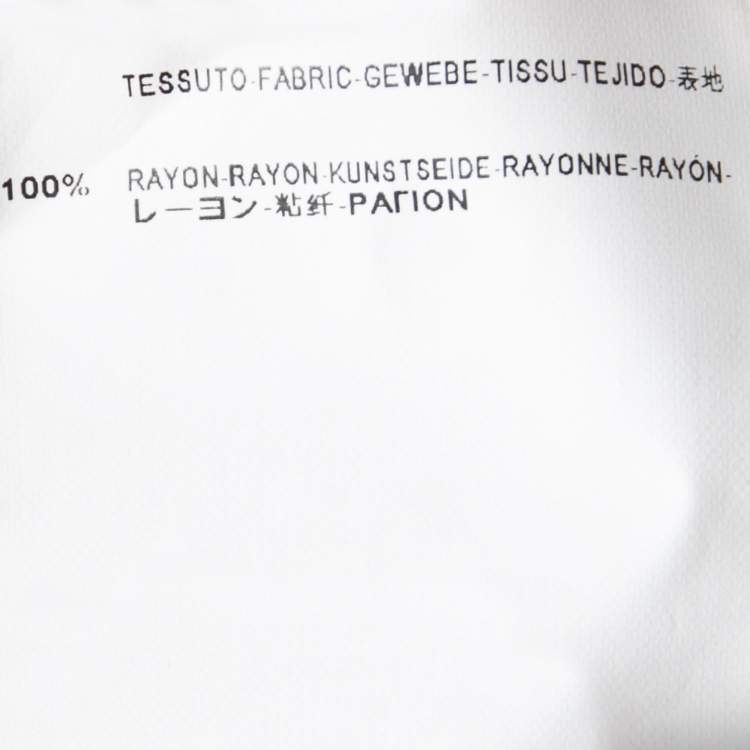 TESSUTO-FABRIC-GEWEBE-TISSU-TEJIDO-表地
100% RAYON-RAYON-KUNSTSEIDE-RAYONNE-RAYÓN-
レーヨン-粘纤-ΡΑΓΙΟΝ